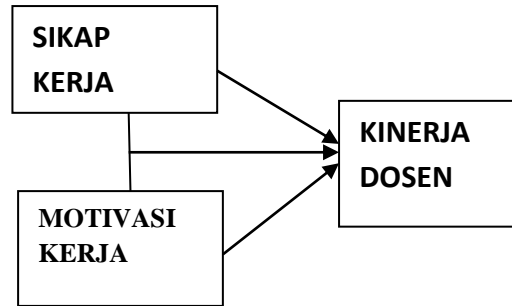 SIKAP
KERJA
KINERJA
DOSEN
MOTIVASI
KERJA